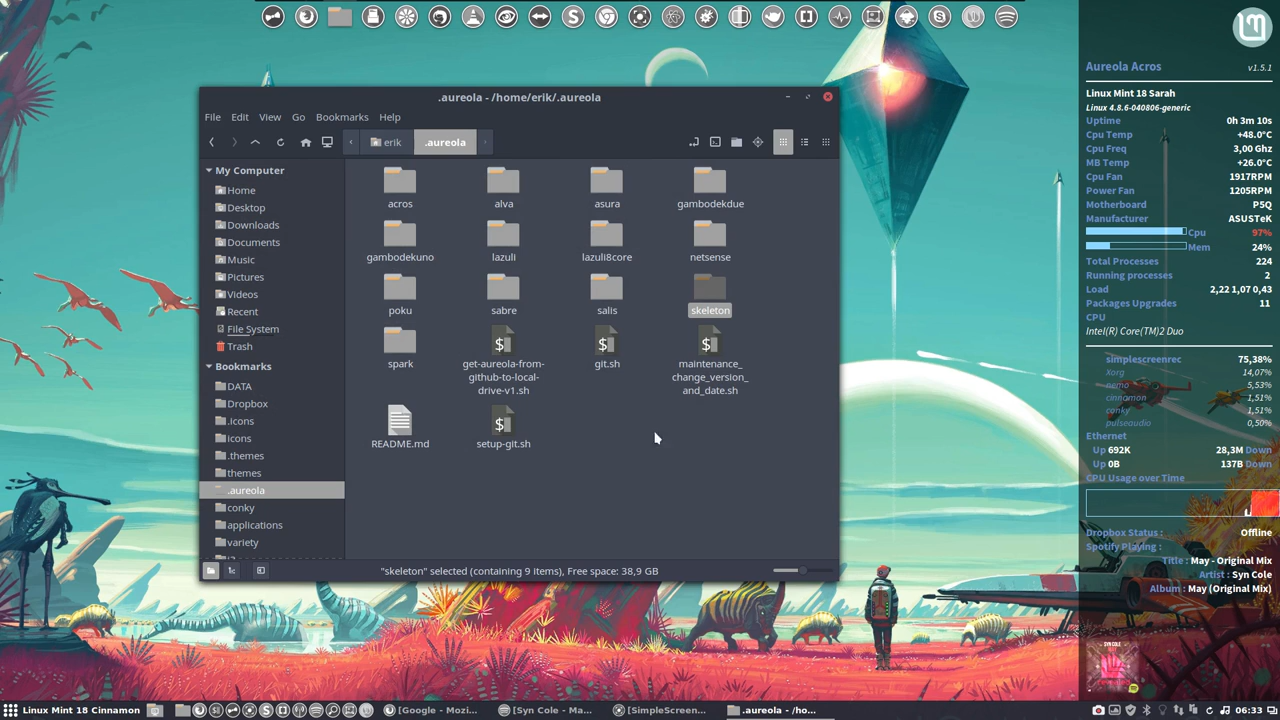 .aureola - /home/erik/.aureola
File Edit View Go Bookmarks Help
erik .aureola
My Computer
Home
Desktop
Downloads
Documents
Music
Pictures
Videos
Recent
File System
Trash
Bookmarks
DATA
Dropbox
.icons
icons
.themes
themes
.aureola
conky
applications
variety
acros alva asura gambodekdue
gambodekuno lazuli lazuli8core netsense
poku sabre salis skeleton
spark
get-aureola-from-
github-to-local-
drive-v1.sh
git.sh
maintenance_
change_version_
and_date.sh
README.md setup-git.sh
"skeleton" selected (containing 9 items), Free space: 38,9 GB
Aureola Acros v1.5.1
Linux Mint 18 Sarah
Linux 4.8.6-040806-generic
Uptime 0h 3m 10s
Cpu Temp +48.0°C
Cpu Freq 3,00 Ghz
MB Temp +26.0°C
Cpu Fan 1917RPM
Power Fan 1205RPM
Motherboard P5Q
Manufacturer ASUSTeK
Cpu 97%
Mem 24%
Total Processes 224
Running processes 2
Load 2,22 1,07 0,43
Packages Upgrades 11
CPU
Intel(R) Core(TM)2 Duo
simplescreenrec 75,38%
Xorg 14,07%
nemo 5,53%
cinnamon 1,51%
conky 1,51%
pulseaudio 0,50%
Ethernet
Up 692K 28,3M Down
Up 0B 137B Down
CPU Usage over Time
Dropbox Status : Offline
Spotify Playing :
Title : May - Original Mix
Artist : Syn Cole
Album : May (Original Mix)
SYN COLE
Linux Mint 18 Cinnamon [Google - Mozi... [Syn Cole - Ma... [SimpleScreen... .aureola - /ho... 06:33